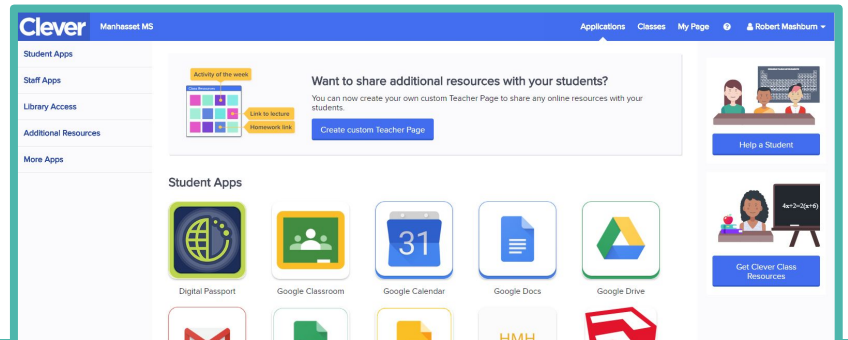 Clever Manhasset MS Applications Classes My Page ? Robert Mashburn
Student Apps
Staff Apps
Library Access
Additional Resources
More Apps
Activity of the week
Class Resources
Link to lecture
Homework link
Want to share additional resources with your students?
You can now create your own custom Teacher Page to share any online resources with your
students.
Create custom Teacher Page
Student Apps
31
Digital Passport
Google Classroom
Google Calendar
Google Docs
Google Drive
HMH
Help a Student
4x+2=2(x+6)
Get Clever Class
Resources